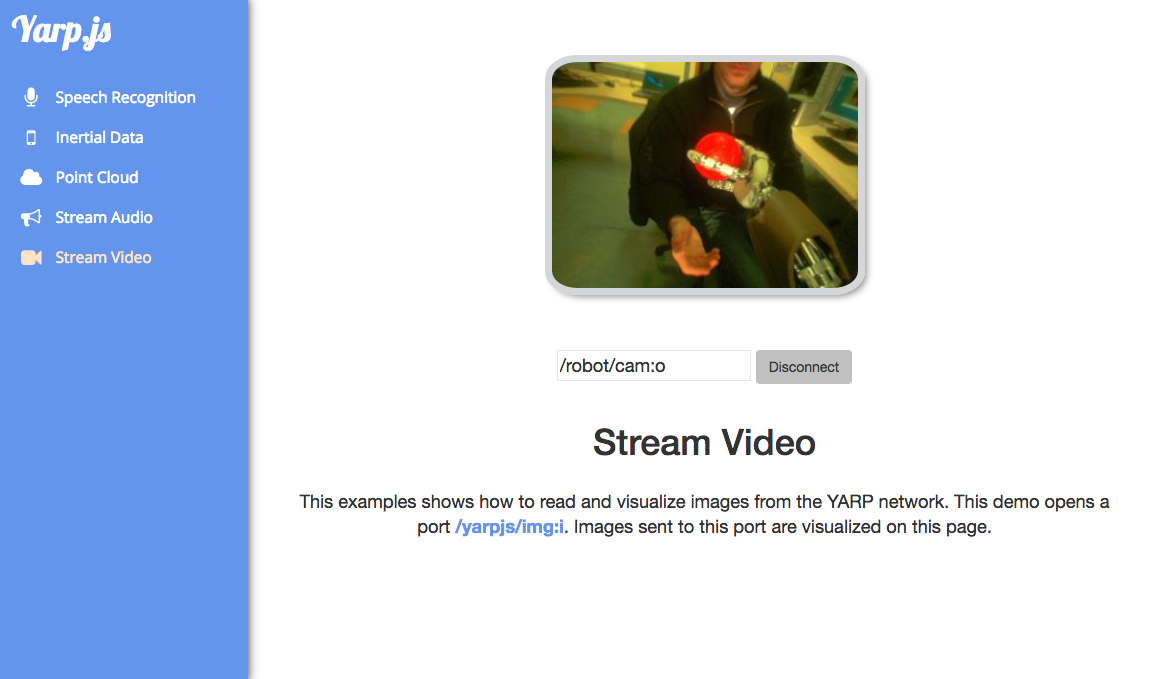 Yarp.js
Speech Recognition
Inertial Data
Point Cloud
Stream Audio
Stream Video
/robot/cam:o
Disconnect
Stream Video
This examples shows how to read and visualize images from the YARP network. This demo opens a
port /yarpjs/img:i. Images sent to this port are visualized on this page.